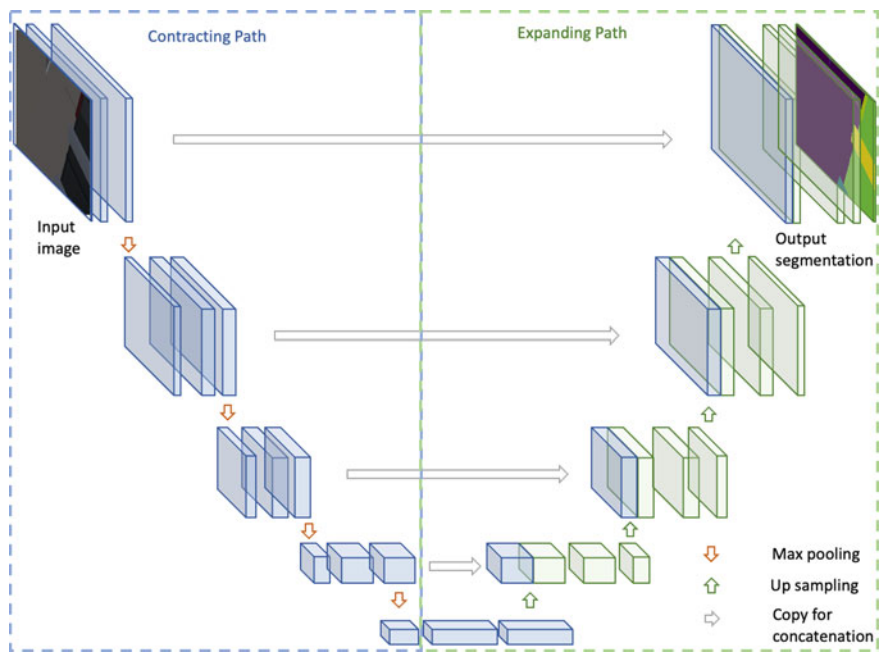 Contracting Path
Expanding Path
Input
image
Output
segmentation
Max pooling
Up sampling
Copy for
concatenation